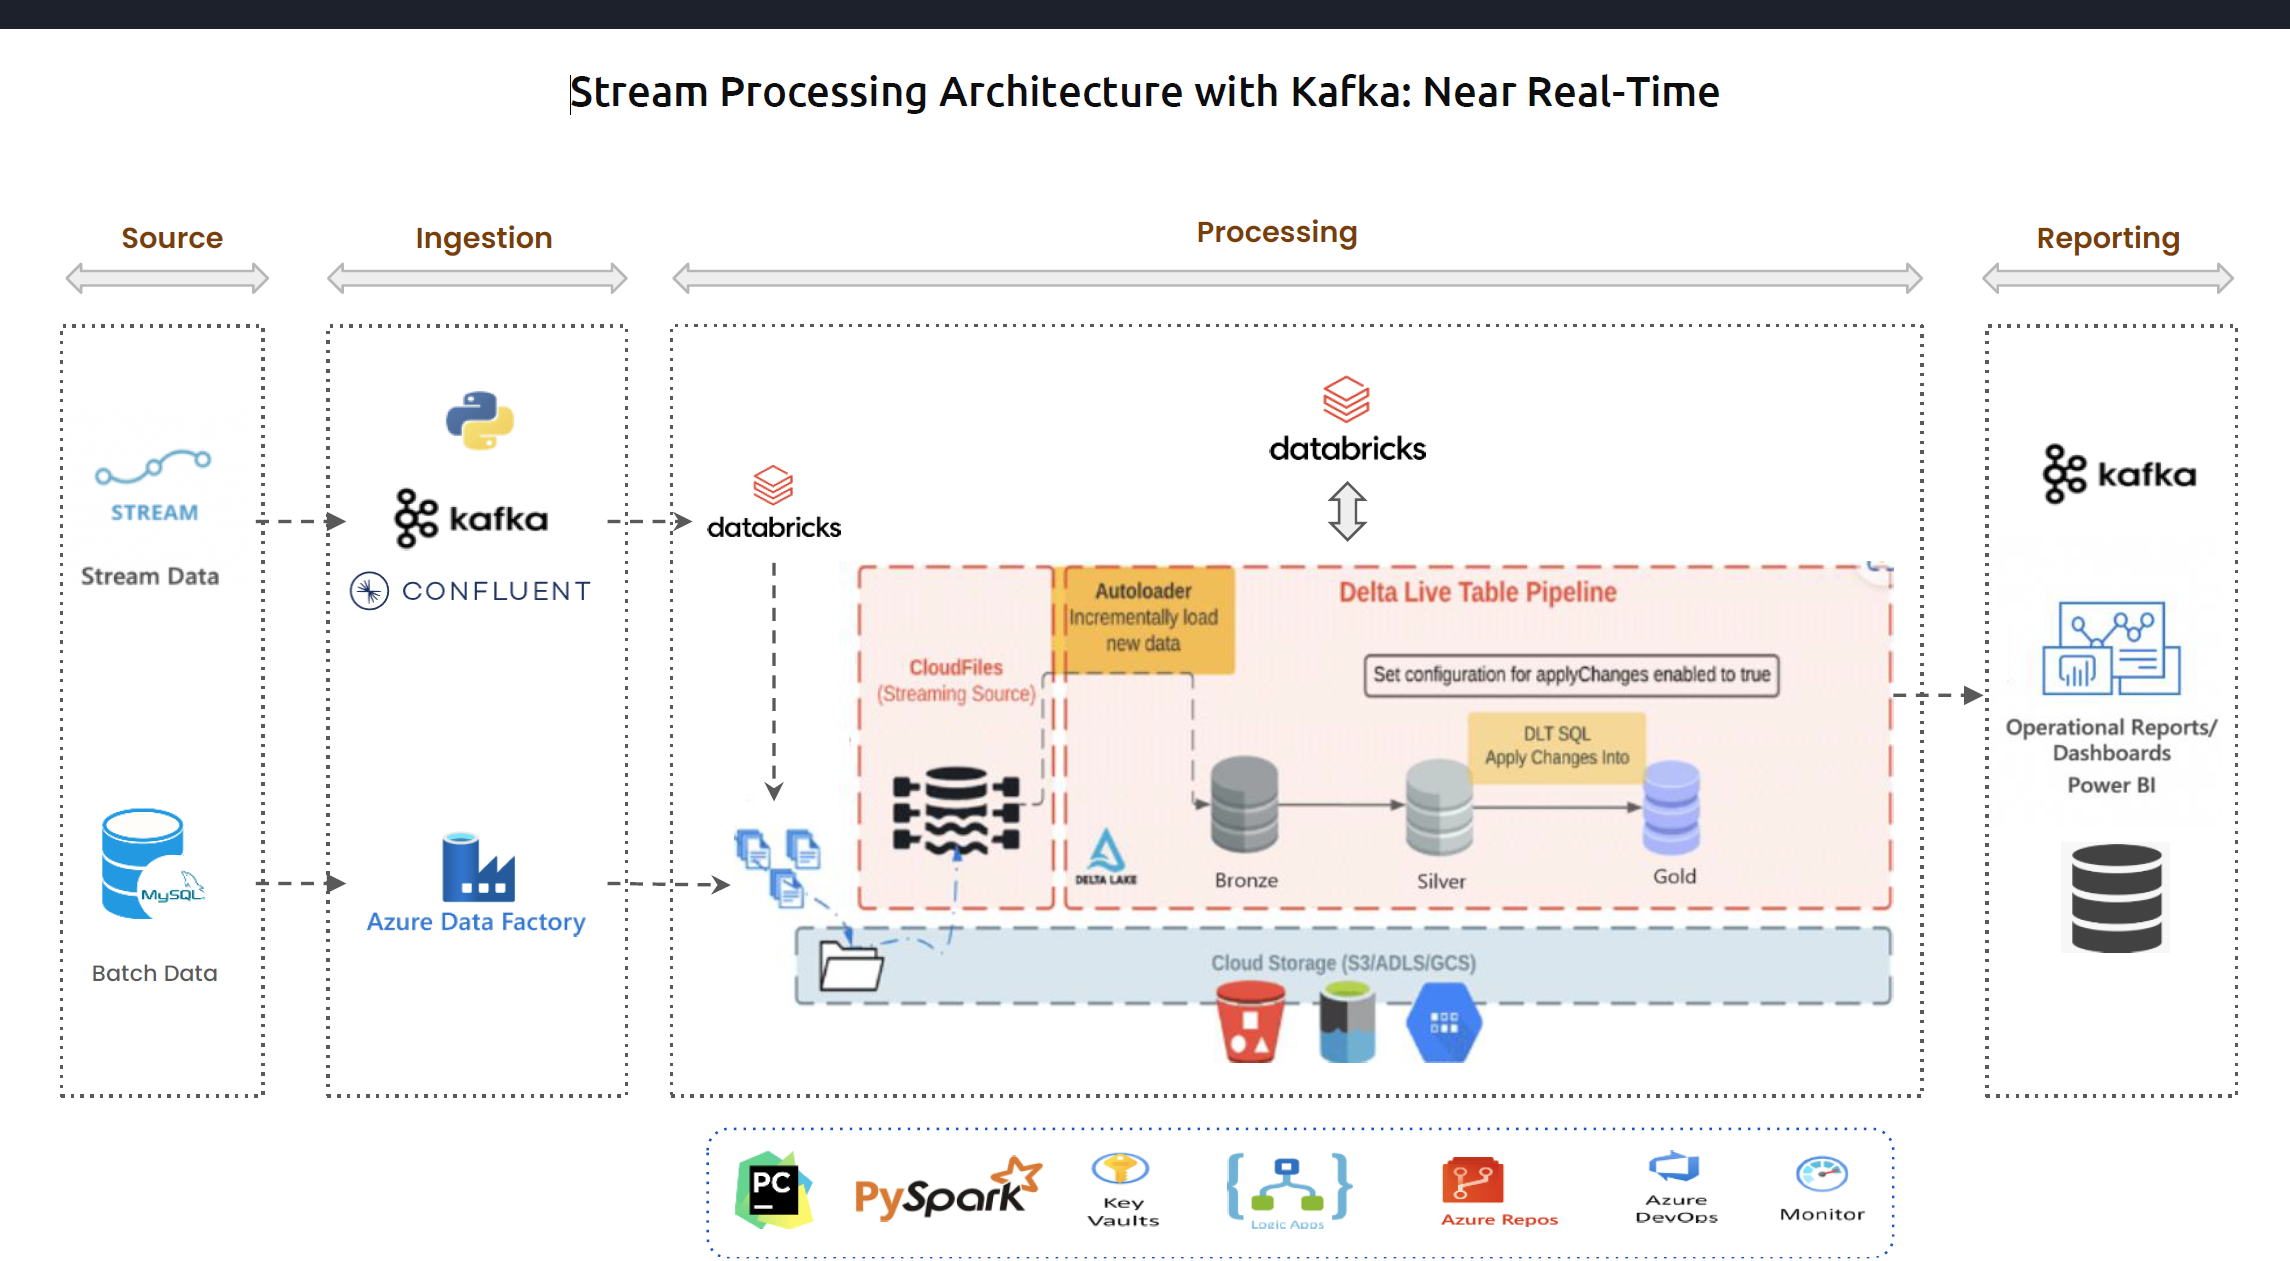 Stream Processing Architecture with Kafka: Near Real-Time
Source
Ingestion
Processing
Reporting
STREAM
Stream Data
MySQL
Batch Data
kafka
CONFLUENT
Azure Data Factory
databricks
databricks
CloudFiles
(Streaming Source)
Autoloader
Incrementally load
new data
Delta Live Table Pipeline
Set configuration for applyChanges enabled to true
DLT SQL
Apply Changes Into
DELTA LAKE
Bronze
Silver
Gold
Cloud Storage (S3/ADLS/GCS)
kafka
Operational Reports/
Dashboards
Power BI
PC
PySpark
Key
Vaults
Logic Apps
Azure Repos
Azure
DevOps
Monitor